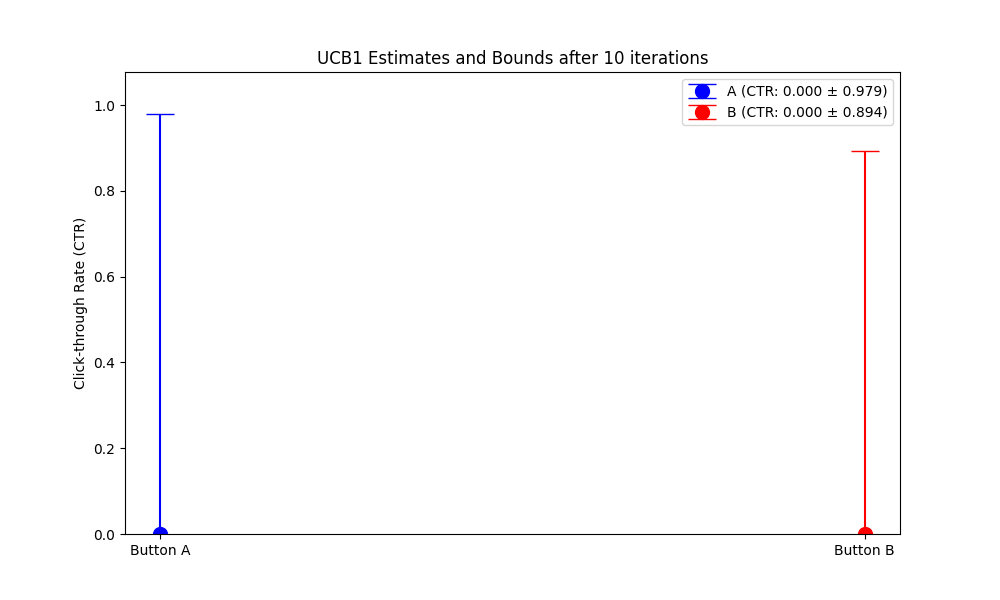 UCB1 Estimates and Bounds after 10 iterations
A (CTR: 0.000 ± 0.979)
B (CTR: 0.000 ± 0.894)
Click-through Rate (CTR)
1.0
0.8
0.6
0.4
0.2
0.0
Button A
Button B